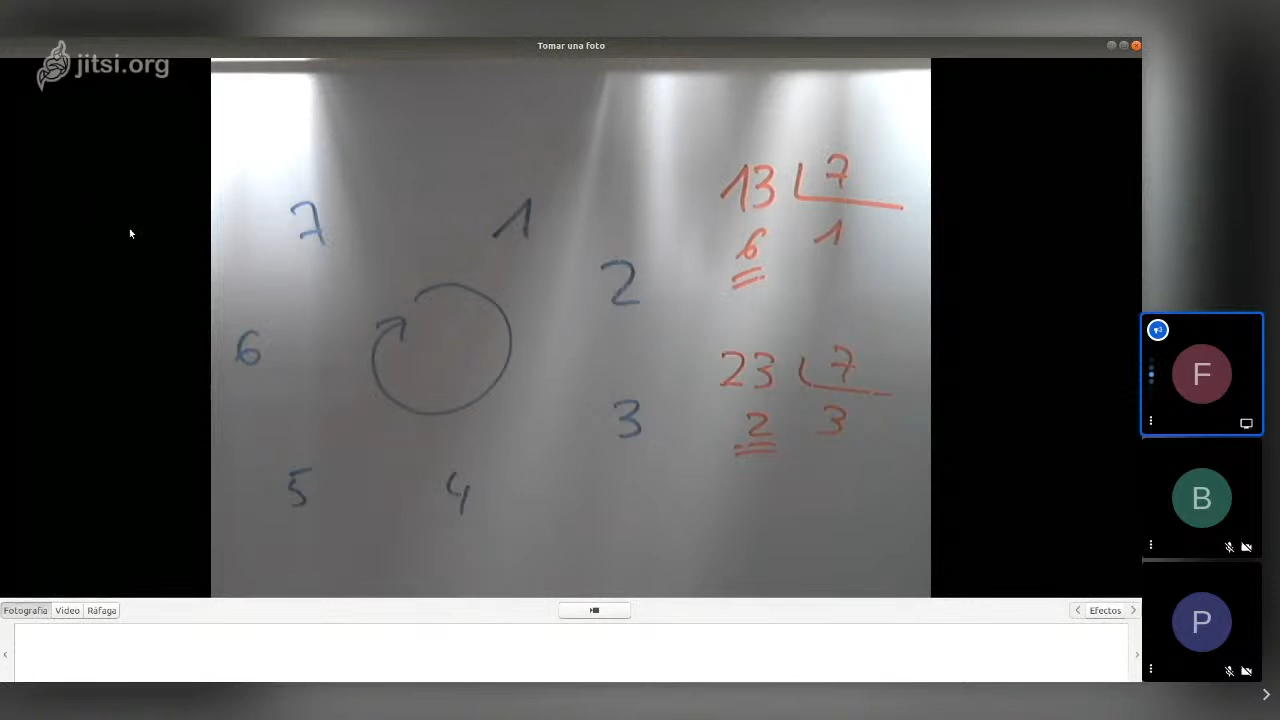 Tomar una foto
jitsi.org
13 7
6 1
23 7
2 3
7 1
2
6
3
5 4
Fotografía Vídeo Ráfaga
Efectos
F
B
P